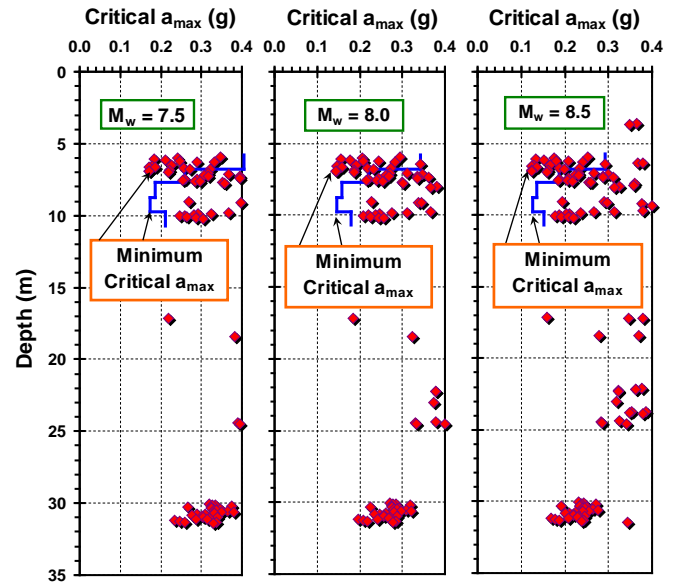 Critical amax (g) Critical amax (g) Critical amax (g)
0.0 0.1 0.2 0.3 0.4 0.0 0.1 0.2 0.3 0.4 0.0 0.1 0.2 0.3 0.4
0
Mw = 7.5 Mw = 8.0 Mw = 8.5
5
10
Minimum
Critical amax
Minimum
Critical amax
Minimum
Critical amax
15
Depth (m)
20
25
30
35